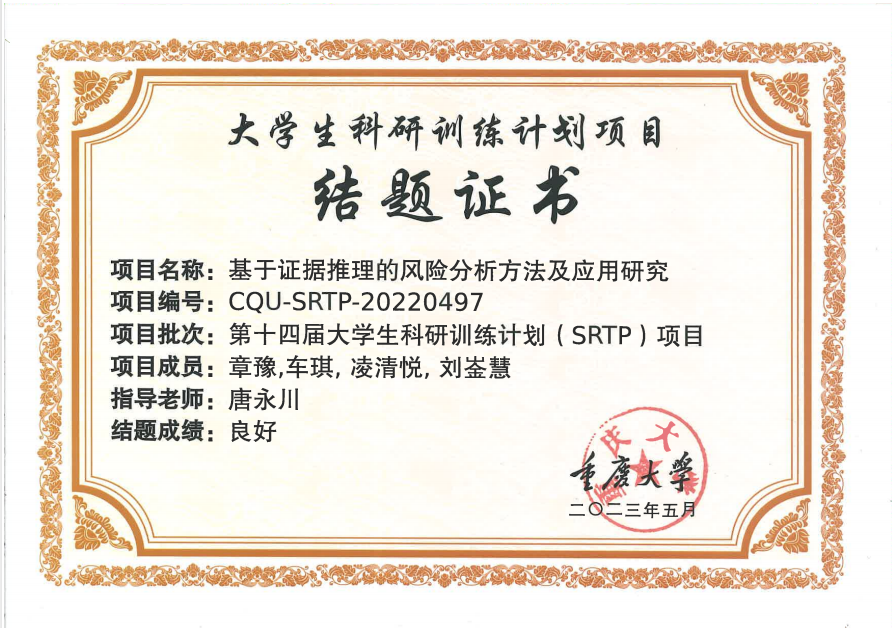 大学生科研训练计划项目
结题证书
项目名称：基于证据推理的风险分析方法及应用研究
项目编号：CQU-SRTP-20220497
项目批次：第十四届大学生科研训练计划（SRTP）项目
项目成员：章豫,车琪, 凌清悦, 刘崟慧
指导老师：唐永川
结题成绩：良好
重庆大学
重庆大学
二〇二三年五月